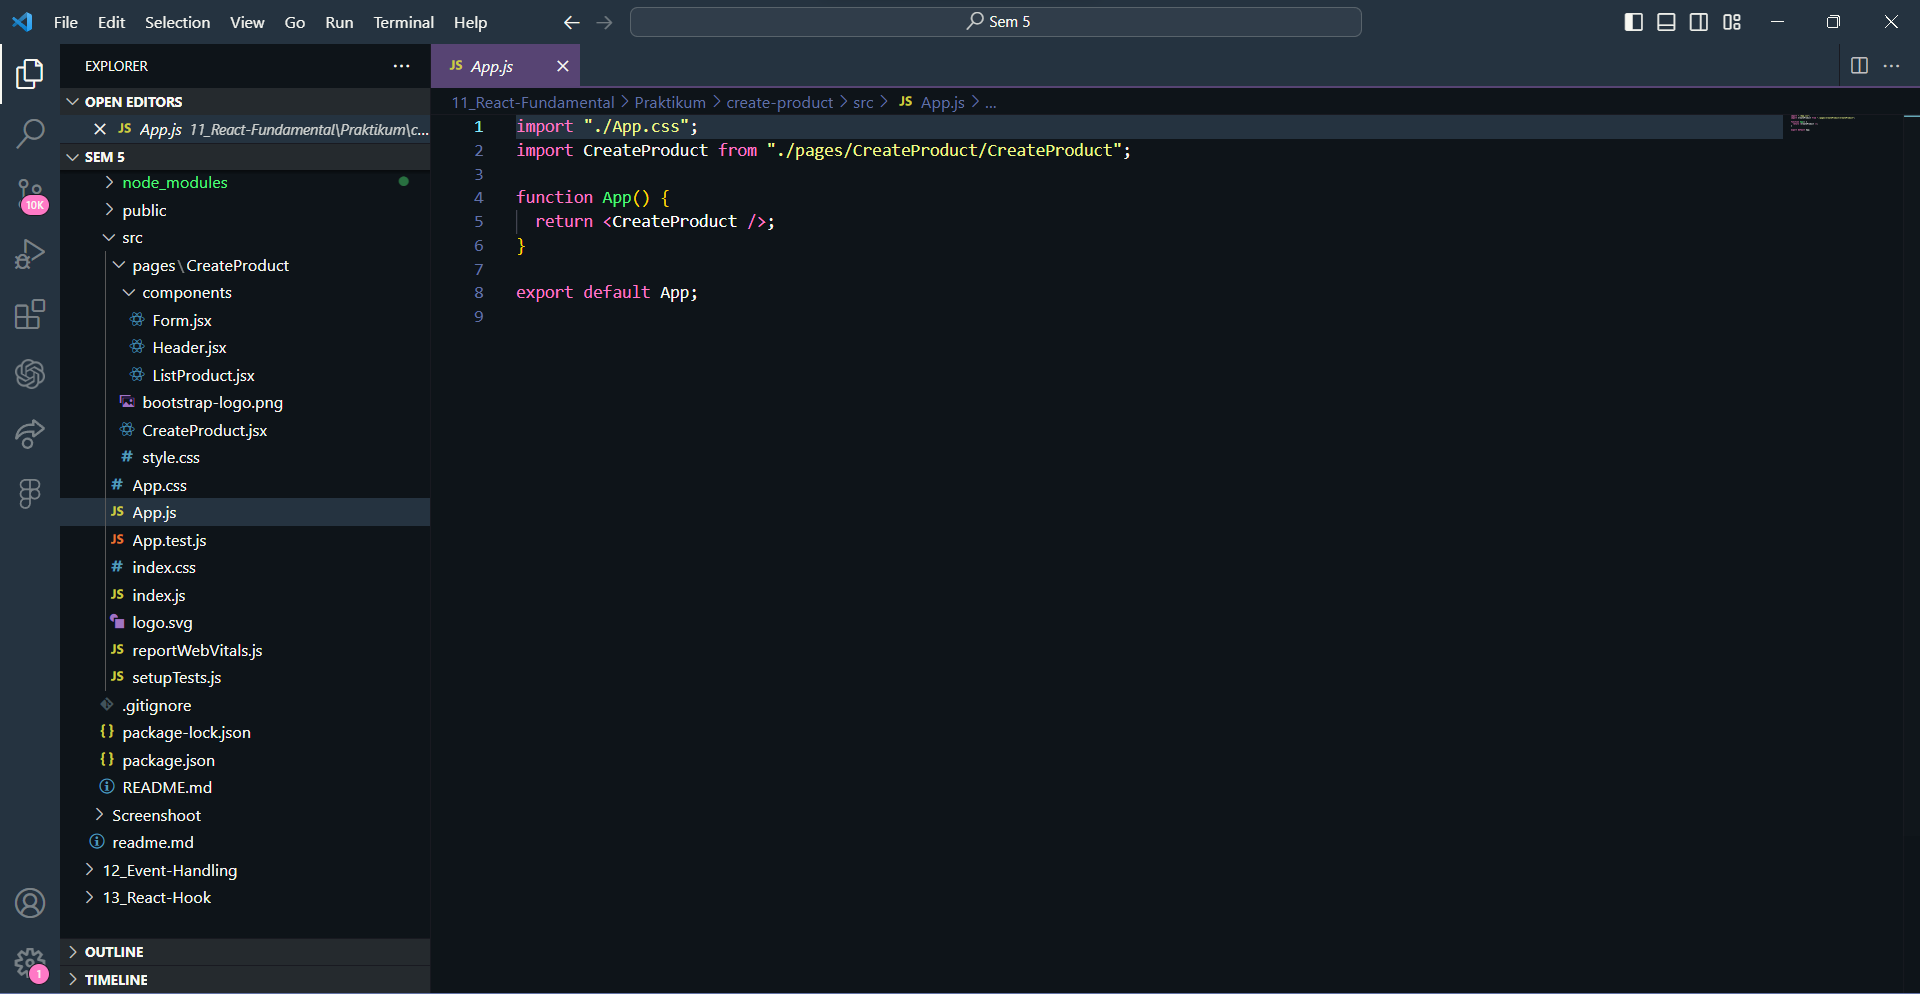 File Edit Selection View Go Run Terminal Help
Sem 5
EXPLORER
OPEN EDITORS
JS App.js 11_React-Fundamental\Praktikum\c...
SEM 5
node_modules
public
src
pages\CreateProduct
components
Form.jsx
Header.jsx
ListProduct.jsx
bootstrap-logo.png
CreateProduct.jsx
# style.css
# App.css
JS App.js
JS App.test.js
# index.css
JS index.js
logo.svg
JS reportWebVitals.js
JS setupTests.js
.gitignore
{} package-lock.json
{} package.json
README.md
Screenshoot
readme.md
12_Event-Handling
13_React-Hook
OUTLINE
TIMELINE
10K
1
JS App.js
11_React-Fundamental > Praktikum > create-product > src > JS App.js > ...
1 import "./App.css";
2 import CreateProduct from "./pages/CreateProduct/CreateProduct";
3
4 function App() {
5 return <CreateProduct />;
6 }
7
8 export default App;
9